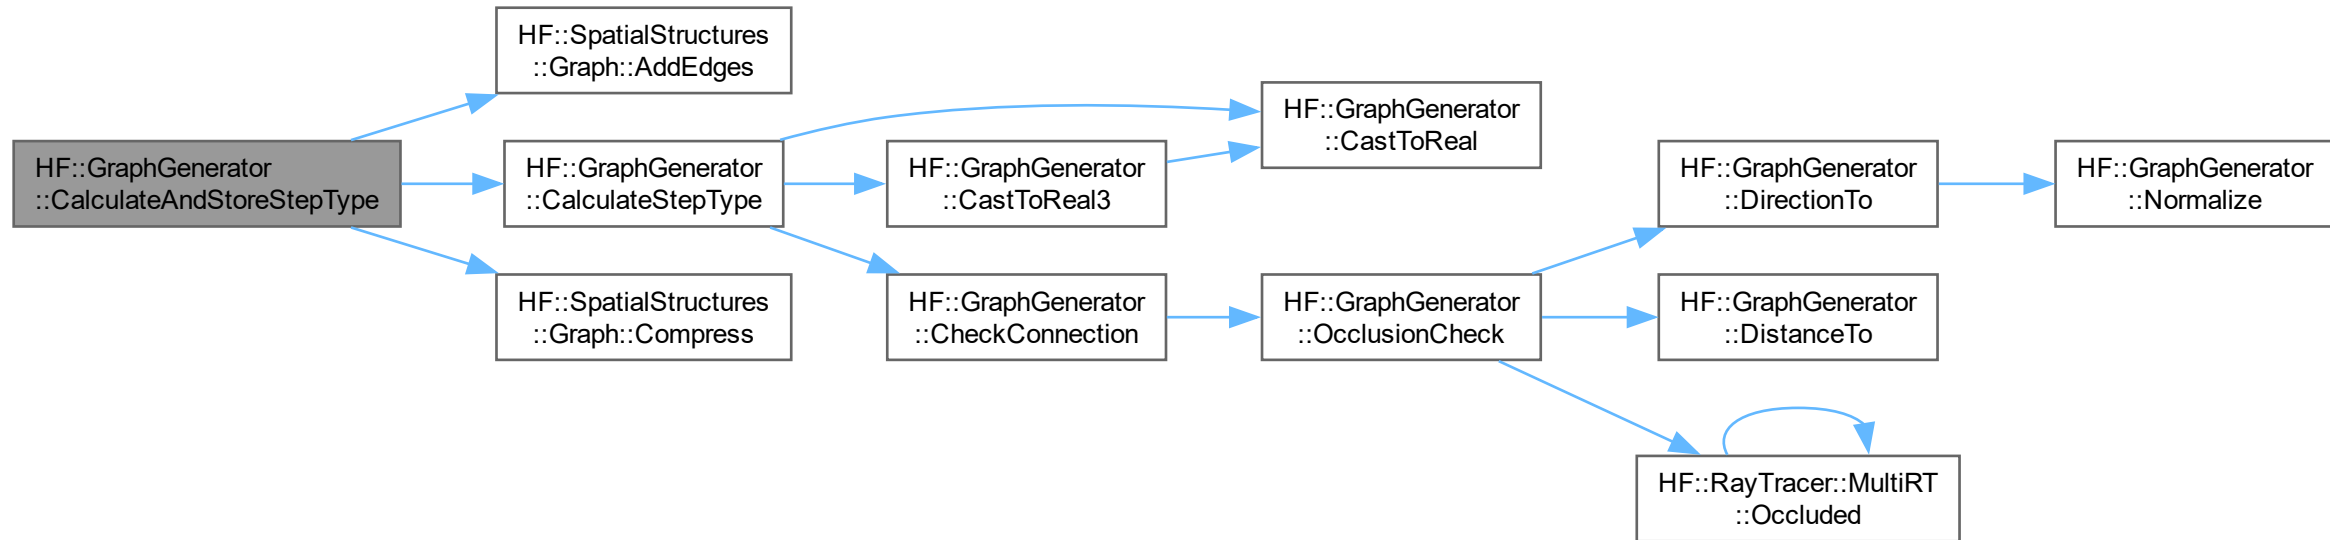 HF::SpatialStructures
::Graph::AddEdges
HF::GraphGenerator
::CalculateAndStoreStepType
HF::GraphGenerator
::CalculateStepType
HF::SpatialStructures
::Graph::Compress
HF::GraphGenerator
::CastToReal3
HF::GraphGenerator
::CheckConnection
HF::GraphGenerator
::CastToReal
HF::GraphGenerator
::OcclusionCheck
HF::GraphGenerator
::DirectionTo
HF::GraphGenerator
::DistanceTo
HF::RayTracer::MultiRT
::Occluded
HF::GraphGenerator
::Normalize